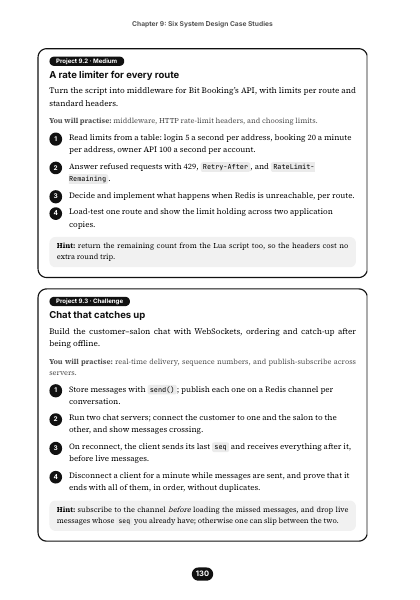 Chapter 9: Six System Design Case Studies
Project 9.2 · Medium
A rate limiter for every route
Turn the script into middleware for Bit Booking's API, with limits per route and
standard headers.
You will practise: middleware, HTTP rate-limit headers, and choosing limits.
1 Read limits from a table: login 5 a second per address, booking 20 a minute
per address, owner API 100 a second per account.
2 Answer refused requests with 429, Retry-After, and RateLimit-
Remaining.
3 Decide and implement what happens when Redis is unreachable, per route.
4 Load-test one route and show the limit holding across two application
copies.
Hint: return the remaining count from the Lua script too, so the headers cost no
extra round trip.
Project 9.3 · Challenge
Chat that catches up
Build the customer–salon chat with WebSockets, ordering and catch-up after
being offline.
You will practise: real-time delivery, sequence numbers, and publish-subscribe across
servers.
1 Store messages with send(); publish each one on a Redis channel per
conversation.
2 Run two chat servers; connect the customer to one and the salon to the
other, and show messages crossing.
3 On reconnect, the client sends its last seq and receives everything after it,
before live messages.
4 Disconnect a client for a minute while messages are sent, and prove that it
ends with all of them, in order, without duplicates.
Hint: subscribe to the channel before loading the missed messages, and drop live
messages whose seq you already have; otherwise one can slip between the two.
130